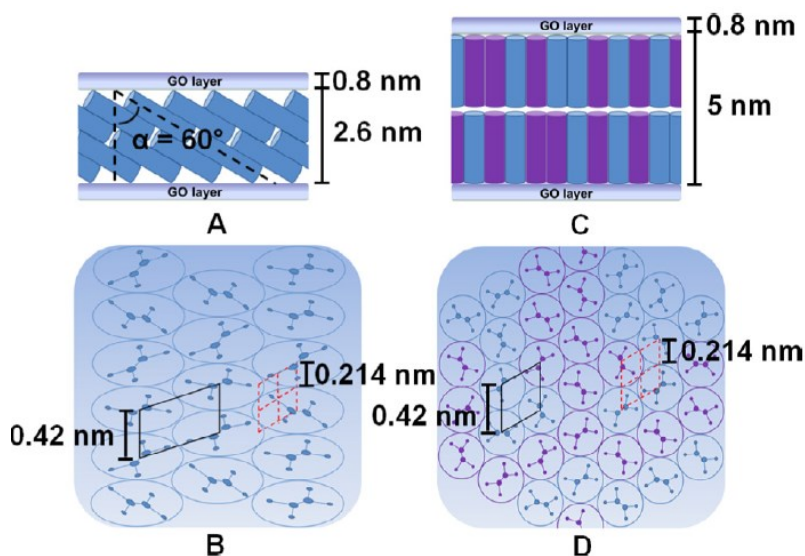 GO layer
0.8 nm
α = 60°
2.6 nm
GO layer
A
GO layer
0.8 nm
5 nm
GO layer
C
0.214 nm
0.42 nm
B
0.214 nm
0.42 nm
D